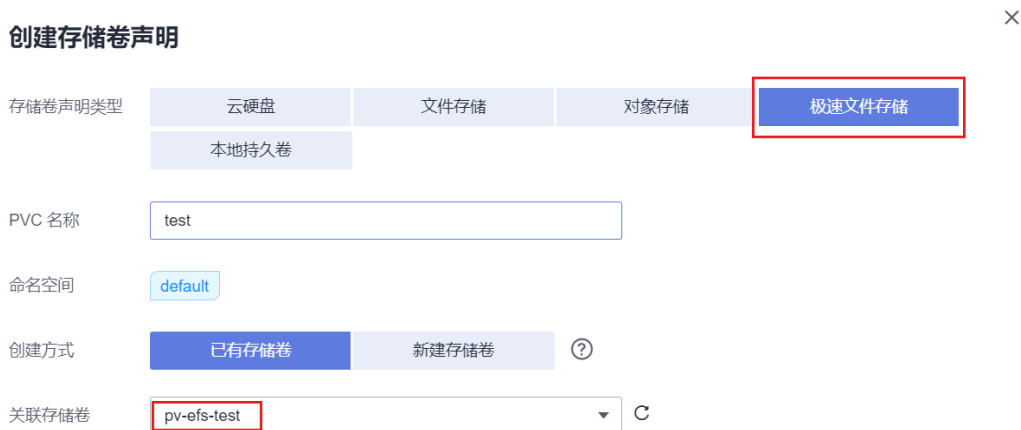 创建存储卷声明
存储卷声明类型 云硬盘 文件存储 对象存储 极速文件存储
本地持久卷
PVC 名称 test
命名空间 default
创建方式 已有存储卷 新建存储卷 ?
关联存储卷 pv-efs-test